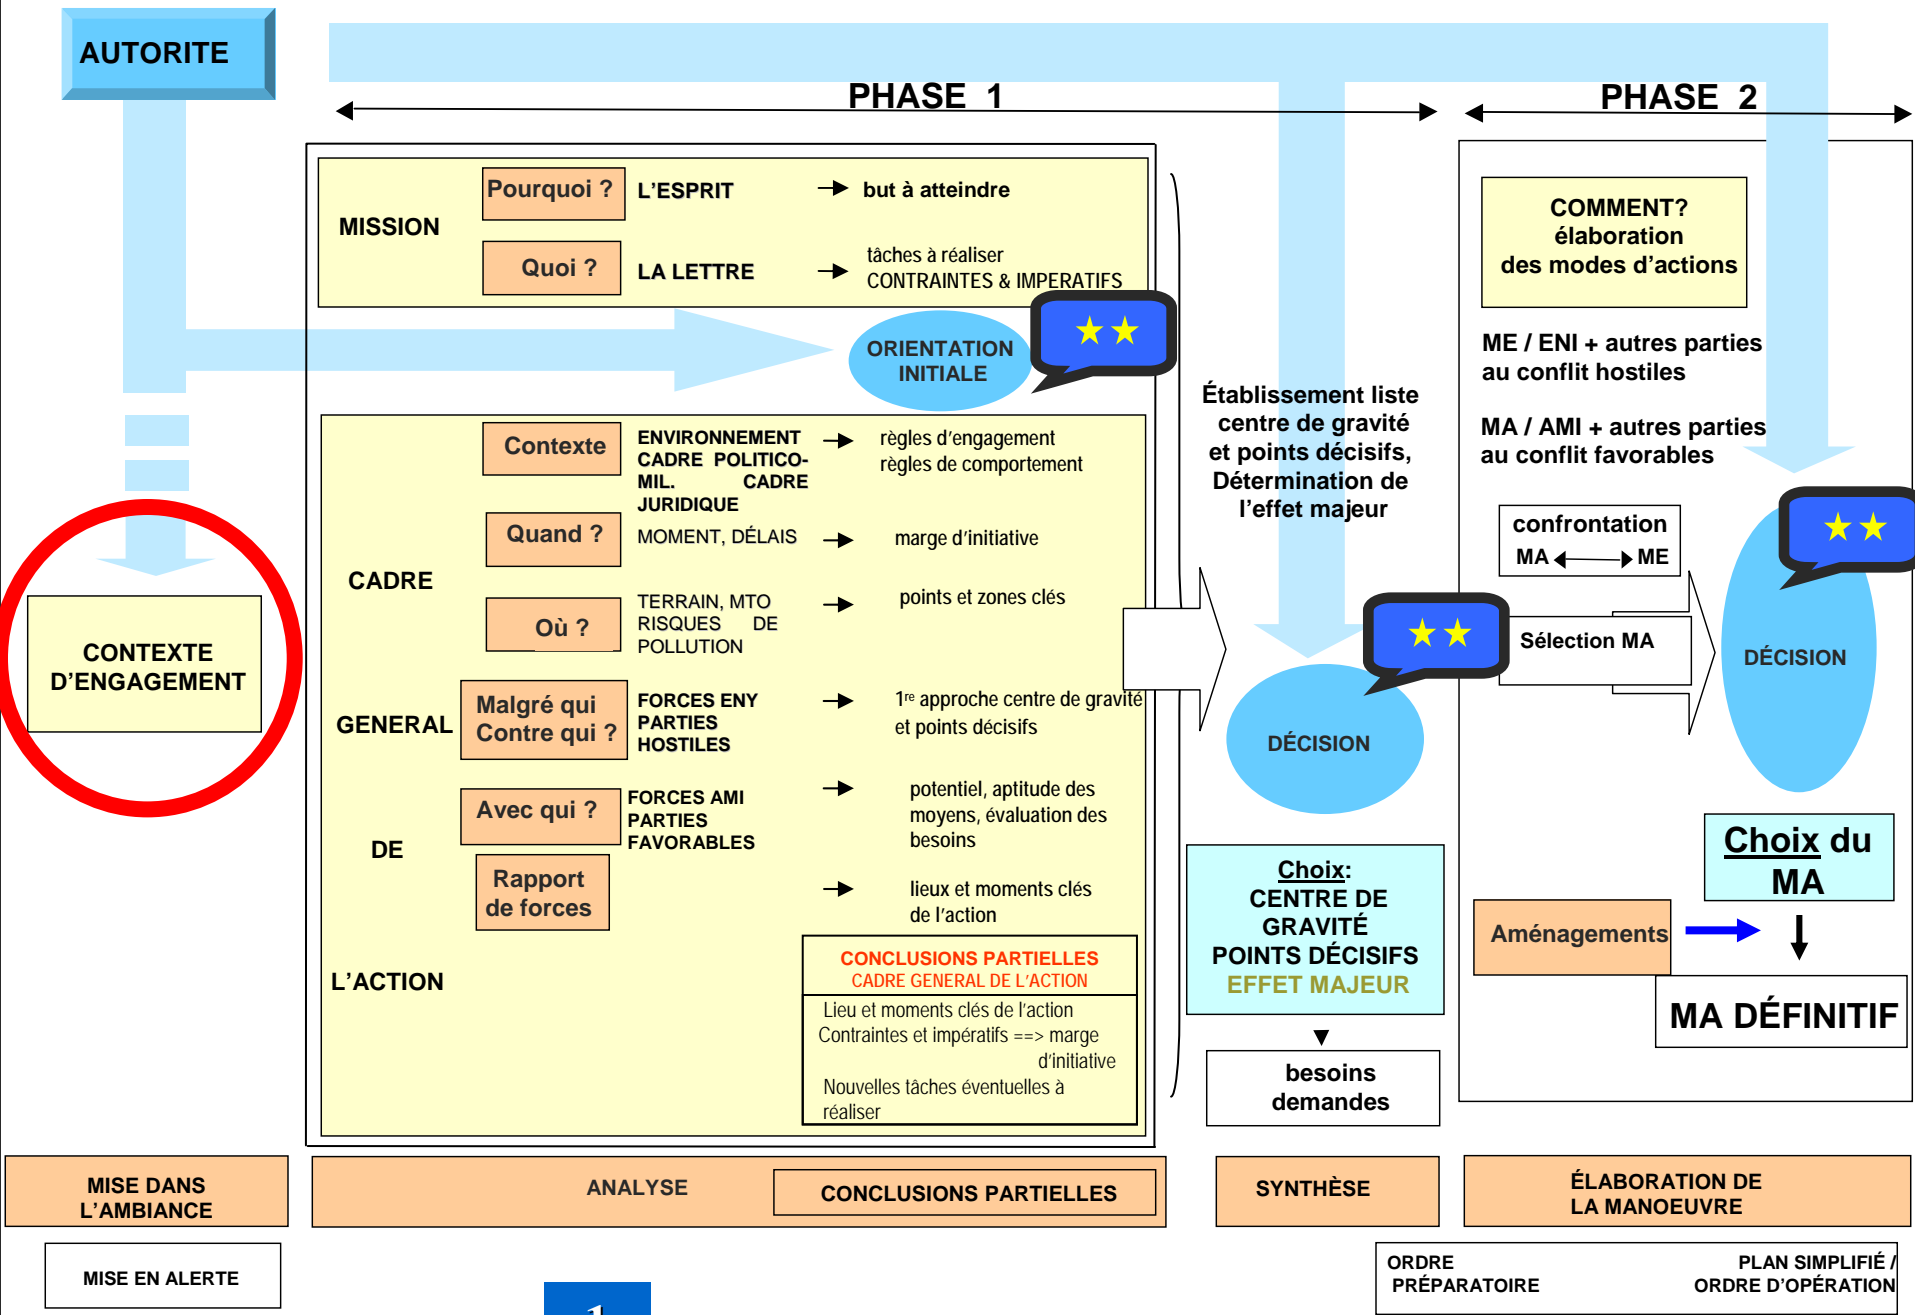 AUTORITE
PHASE 1
PHASE 2
MISSION
Pourquoi ?
L'ESPRIT
but à atteindre
Quoi ?
LA LETTRE
tâches à réaliser
CONTRAINTES & IMPERATIFS
ORIENTATION
INITIALE
CADRE
GENERAL
DE
L'ACTION
Contexte
ENVIRONNEMENT
CADRE POLITICO-
MIL. CADRE
JURIDIQUE
règles d'engagement
règles de comportement
Quand ?
MOMENT, DÉLAIS
marge d'initiative
Où ?
TERRAIN, MTO
RISQUES DE
POLLUTION
points et zones clés
Malgré qui
Contre qui ?
FORCES ENY
PARTIES
HOSTILES
1re approche centre de gravité
et points décisifs
Avec qui ?
FORCES AMI
PARTIES
FAVORABLES
potentiel, aptitude des
moyens, évaluation des
besoins
Rapport
de forces
lieux et moments clés
de l'action
CONCLUSIONS PARTIELLES
CADRE GENERAL DE L'ACTION
Lieu et moments clés de l'action
Contraintes et impératifs ==> marge
d'initiative
Nouvelles tâches éventuelles à
réaliser
CONTEXTE
D'ENGAGEMENT
Établissement liste
centre de gravité
et points décisifs,
Détermination de
l'effet majeur
DÉCISION
Choix:
CENTRE DE
GRAVITÉ
POINTS DÉCISIFS
EFFET MAJEUR
besoins
demandes
COMMENT?
élaboration
des modes d'actions
ME / ENI + autres parties
au conflit hostiles
MA / AMI + autres parties
au conflit favorables
confrontation
MA ME
Sélection MA
DÉCISION
Choix du
MA
Aménagements
MA DÉFINITIF
MISE DANS
L'AMBIANCE
ANALYSE
CONCLUSIONS PARTIELLES
SYNTHÈSE
ÉLABORATION DE
LA MANOEUVRE
MISE EN ALERTE
1
ORDRE
PRÉPARATOIRE
PLAN SIMPLIFIÉ /
ORDRE D'OPÉRATION